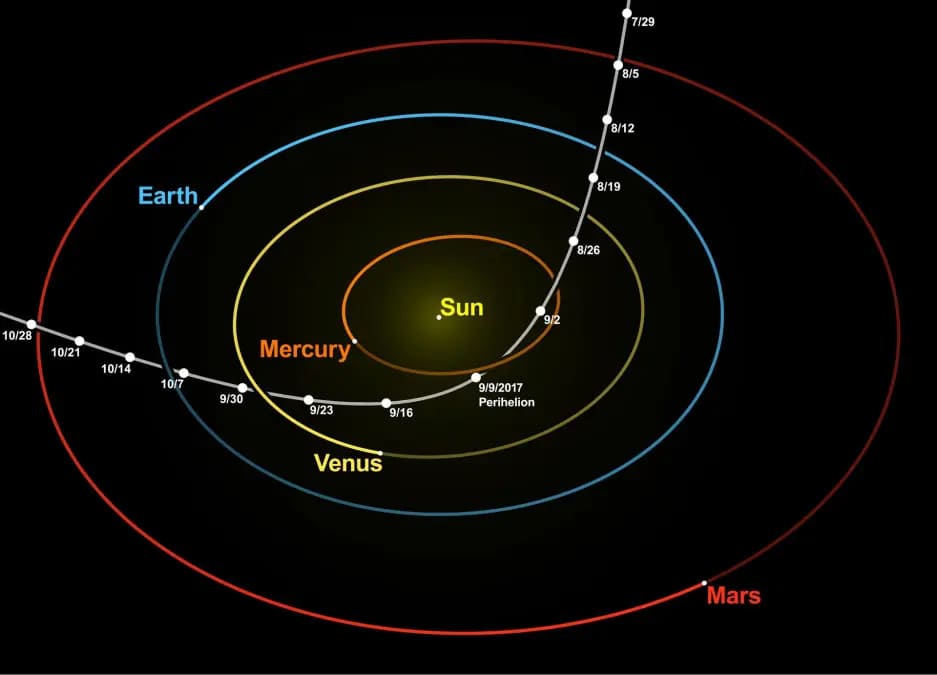 7/29
8/5
8/12
8/19
Earth
8/26
Sun
9/2
10/28
Mercury
10/21
10/14
10/7
9/9/2017
Perihelion
9/30
9/23
9/16
Venus
Mars